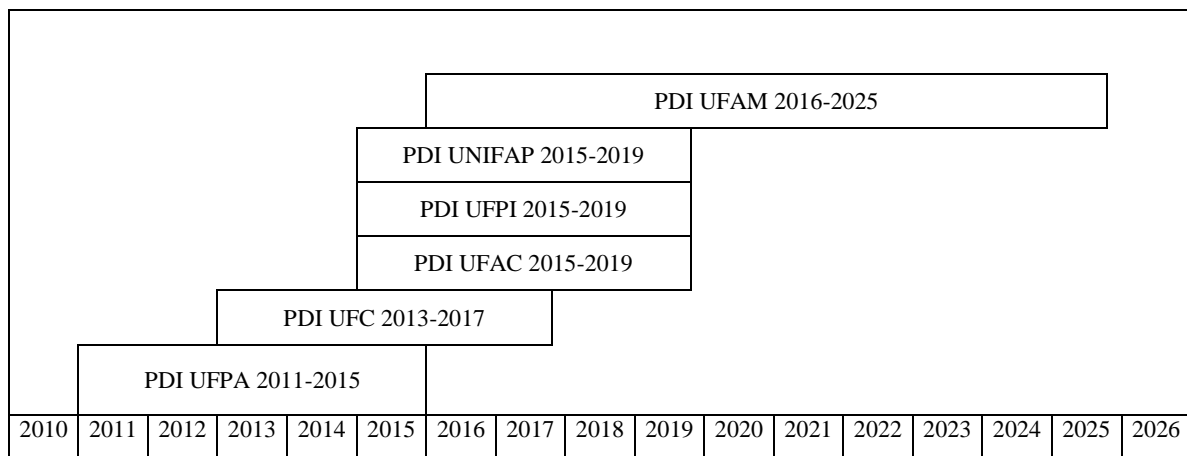 PDI UFAM 2016-2025
PDI UNIFAP 2015-2019
PDI UFPI 2015-2019
PDI UFAC 2015-2019
PDI UFC 2013-2017
PDI UFPA 2011-2015
2010 2011 2012 2013 2014 2015 2016 2017 2018 2019 2020 2021 2022 2023 2024 2025 2026